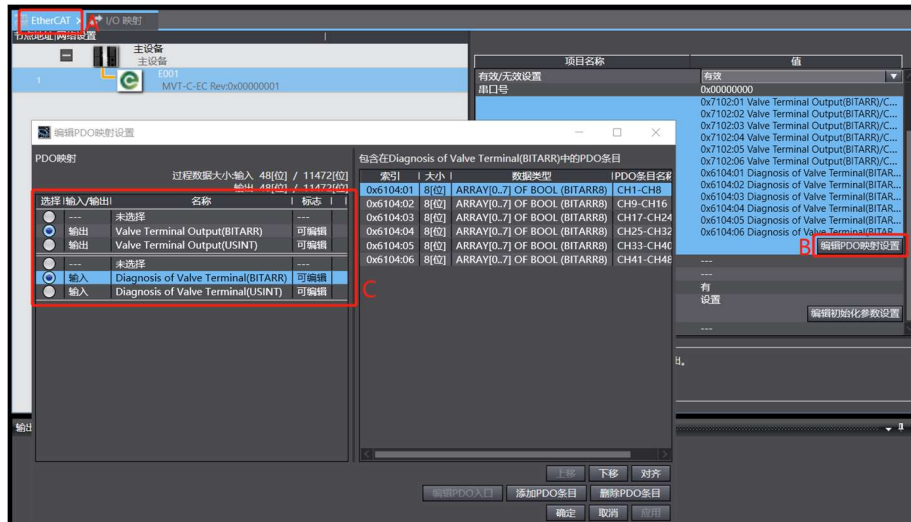 EtherCAT × I/O 映射
A
节点地址|网络设置
主设备
主设备
1 E001
MVT-C-EC Rev:0x00000001
项目名称 值
有效/无效设置 有效
串口号 0x00000000
0x7102:01 Valve Terminal Output(BITARR)/C...
0x7102:02 Valve Terminal Output(BITARR)/C...
0x7102:03 Valve Terminal Output(BITARR)/C...
0x7102:04 Valve Terminal Output(BITARR)/C...
0x7102:05 Valve Terminal Output(BITARR)/C...
0x7102:06 Valve Terminal Output(BITARR)/C...
0x6104:01 Diagnosis of Valve Terminal(BITAR...
0x6104:02 Diagnosis of Valve Terminal(BITAR...
0x6104:03 Diagnosis of Valve Terminal(BITAR...
0x6104:04 Diagnosis of Valve Terminal(BITAR...
0x6104:05 Diagnosis of Valve Terminal(BITAR...
0x6104:06 Diagnosis of Valve Terminal(BITAR...
B 编辑PDO映射设置
---
---
有
设置
编辑初始化参数设置
---
出。
输出
编辑PDO映射设置
PDO映射
过程数据大小:输入 48[位] / 11472[位]
输出 48[位] / 11472[位]
选择 输入/输出 名称 标志
--- 未选择 ---
输出 Valve Terminal Output(BITARR) 可编辑
输出 Valve Terminal Output(USINT) 可编辑
--- 未选择 ---
输入 Diagnosis of Valve Terminal(BITARR) 可编辑
输入 Diagnosis of Valve Terminal(USINT) 可编辑
C
包含在Diagnosis of Valve Terminal(BITARR)中的PDO条目
索引 大小 数据类型 PDO条目名称
0x6104:01 8[位] ARRAY[0..7] OF BOOL (BITARR8) CH1-CH8
0x6104:02 8[位] ARRAY[0..7] OF BOOL (BITARR8) CH9-CH16
0x6104:03 8[位] ARRAY[0..7] OF BOOL (BITARR8) CH17-CH24
0x6104:04 8[位] ARRAY[0..7] OF BOOL (BITARR8) CH25-CH32
0x6104:05 8[位] ARRAY[0..7] OF BOOL (BITARR8) CH33-CH40
0x6104:06 8[位] ARRAY[0..7] OF BOOL (BITARR8) CH41-CH48
上移 下移 对齐
编辑PDO入口 添加PDO条目 删除PDO条目
确定 取消 应用